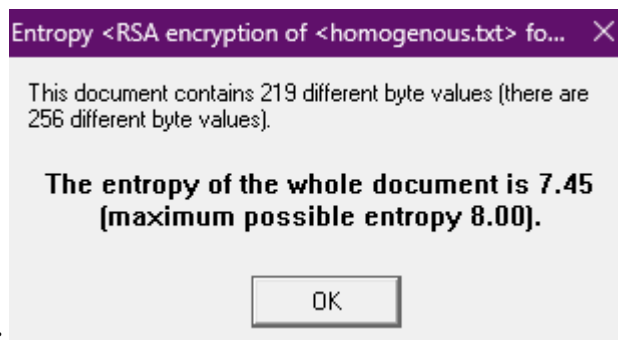 Entropy <RSA encryption of <homogenous.txt> fo...
This document contains 219 different byte values (there are
256 different byte values).
The entropy of the whole document is 7.45
(maximum possible entropy 8.00).
OK